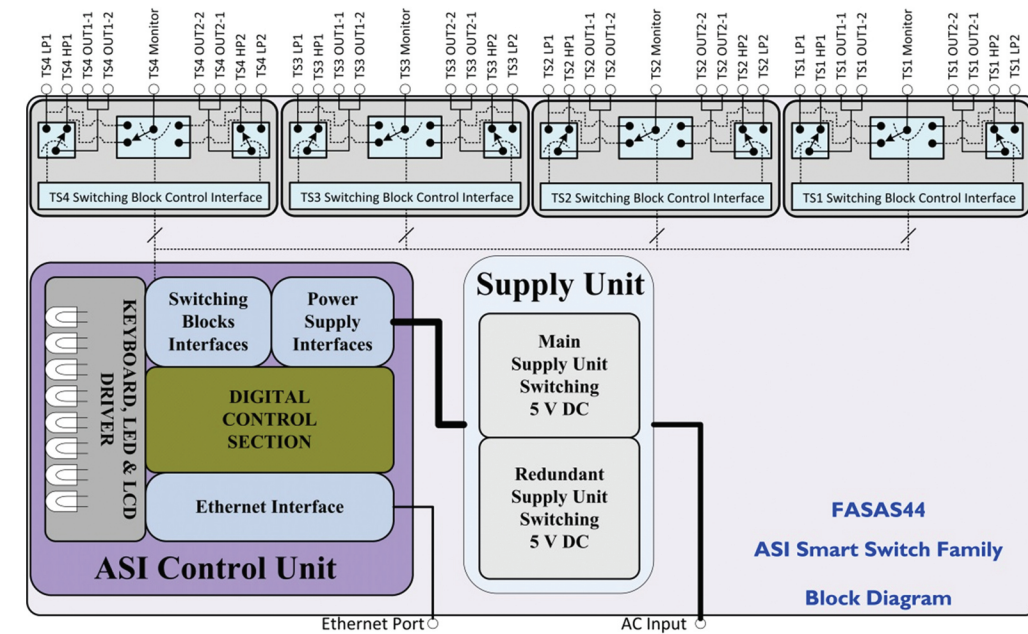 TS4 LP1
TS4 HP1
TS4 OUT1-1
TS4 OUT1-2
TS4 Monitor
TS4 OUT2-2
TS4 OUT2-1
TS4 HP2
TS4 LP2
TS3 LP1
TS3 HP1
TS3 OUT1-1
TS3 OUT1-2
TS3 Monitor
TS3 OUT2-2
TS3 OUT2-1
TS3 HP2
TS3 LP2
TS2 LP1
TS2 HP1
TS2 OUT1-1
TS2 OUT1-2
TS2 Monitor
TS2 OUT2-2
TS2 OUT2-1
TS2 HP2
TS2 LP2
TS1 LP1
TS1 HP1
TS1 OUT1-1
TS1 OUT1-2
TS1 Monitor
TS1 OUT2-2
TS1 OUT2-1
TS1 HP2
TS1 LP2
TS4 Switching Block Control Interface
TS3 Switching Block Control Interface
TS2 Switching Block Control Interface
TS1 Switching Block Control Interface
KEYBOARD, LED & LCD
DRIVER
Switching
Blocks
Interfaces
Power
Supply
Interfaces
DIGITAL
CONTROL
SECTION
Ethernet Interface
ASI Control Unit
Supply Unit
Main
Supply Unit
Switching
5 V DC
Redundant
Supply Unit
Switching
5 V DC
FASAS44
ASI Smart Switch Family
Block Diagram
Ethernet Port
AC Input